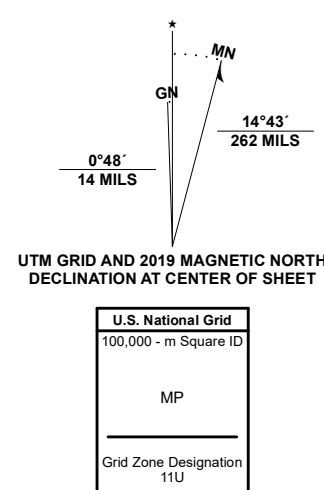 ★
MN
GN
14°43´
262 MILS
0°48´
14 MILS
UTM GRID AND 2019 MAGNETIC NORTH
DECLINATION AT CENTER OF SHEET
U.S. National Grid
100,000 - m Square ID
MP
Grid Zone Designation
11U